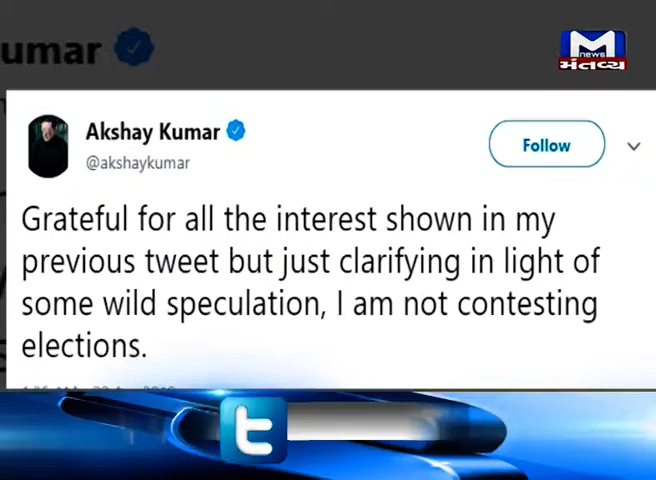 umar
news
મંતવ્ય
Akshay Kumar
@akshaykumar
Follow
Grateful for all the interest shown in my
previous tweet but just clarifying in light of
some wild speculation, I am not contesting
elections.